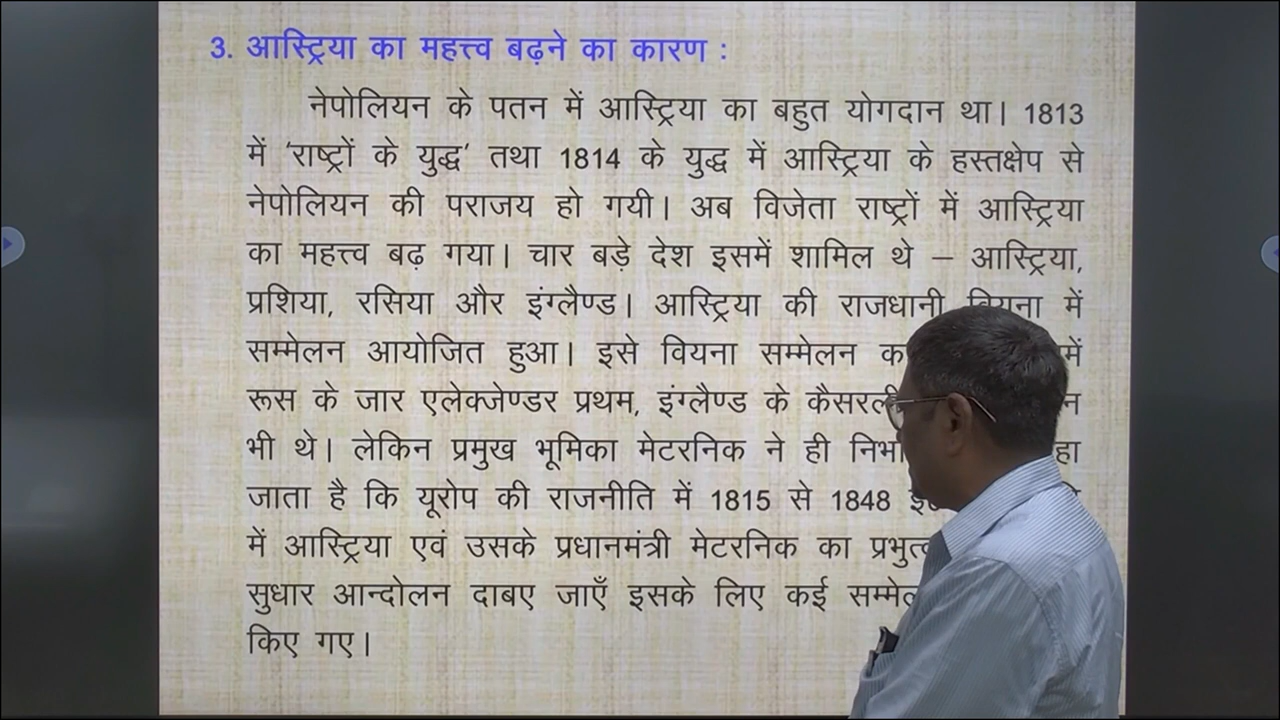 3. आस्ट्रिया का महत्त्व बढ़ने का कारण :
नेपोलियन के पतन में आस्ट्रिया का बहुत योगदान था। 1813
में ‘राष्ट्रों के युद्ध’ तथा 1814 के युद्ध में आस्ट्रिया के हस्तक्षेप से
नेपोलियन की पराजय हो गयी। अब विजेता राष्ट्रों में आस्ट्रिया
का महत्त्व बढ़ गया। चार बड़े देश इसमें शामिल थे – आस्ट्रिया,
प्रशिया, रसिया और इंग्लैण्ड। आस्ट्रिया की राजधानी वियना में
सम्मेलन आयोजित हुआ। इसे वियना सम्मेलन
रूस के जार एलेक्जेण्डर प्रथम, इंग्लैण्ड के
भी थे। लेकिन प्रमुख भूमिका मेटरनिक ने ही
जाता है कि यूरोप की राजनीति में 1815 से 1848
में आस्ट्रिया एवं उसके प्रधानमंत्री मेटरनिक का
सुधार आन्दोलन दाबए जाएँ इसके लिए कई
किए गए।